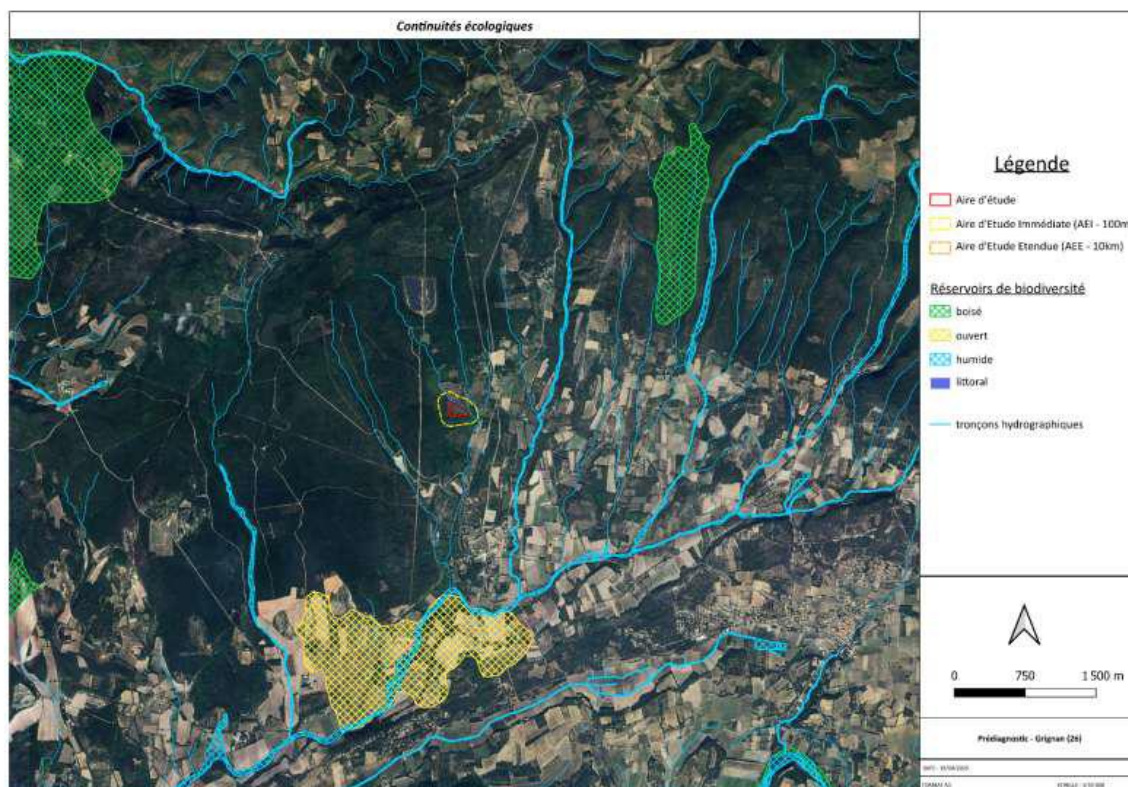 Continuités écologiques
Légende
Aire d'étude
Aire d'Etude Immédiate (AEI - 100m
Aire d'Etude Etendue (AEE - 10km)
Réservoirs de biodiversité
boisé
ouvert
humide
littoral
tronçons hydrographiques
0 750 1 500 m
Prédiagnostic - Grignan (26)